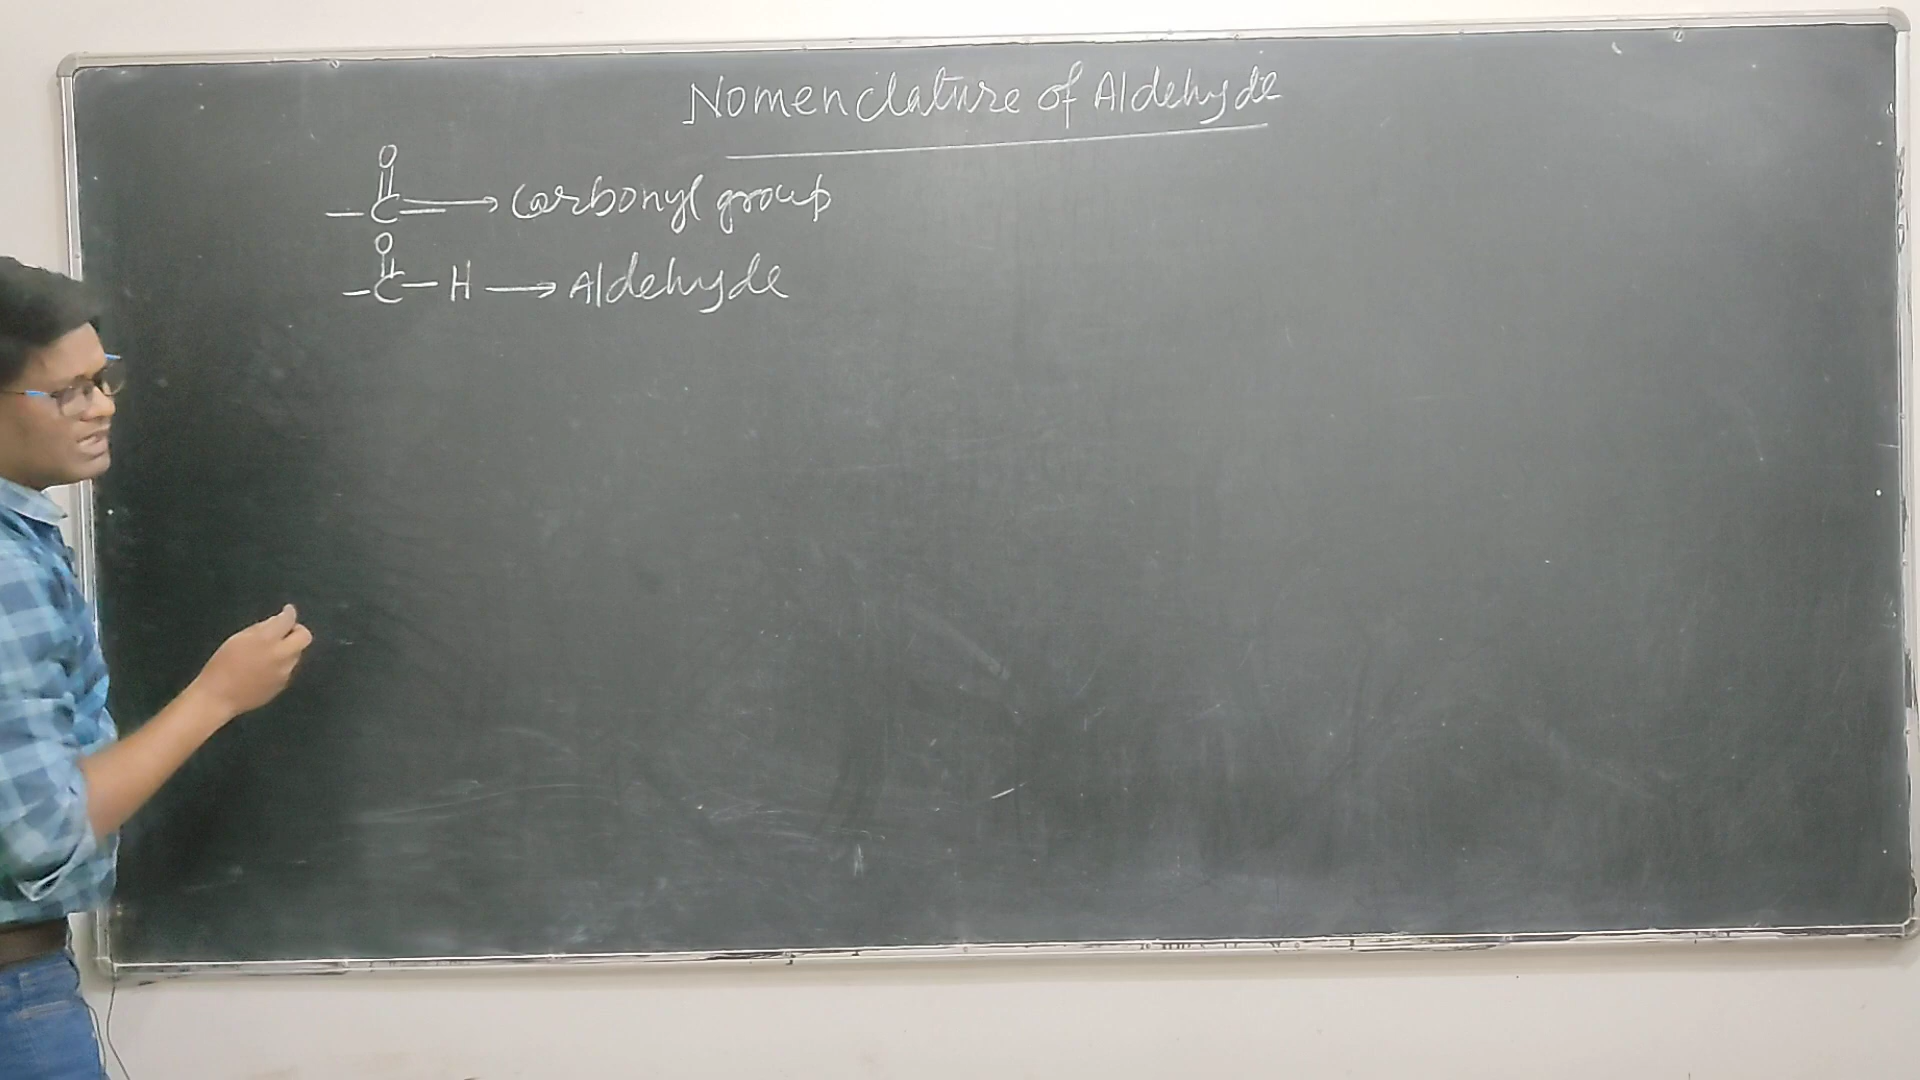 Nomenclature of Aldehyde
O
||
-C- → Carbonyl group
O
||
-C-H → Aldehyde